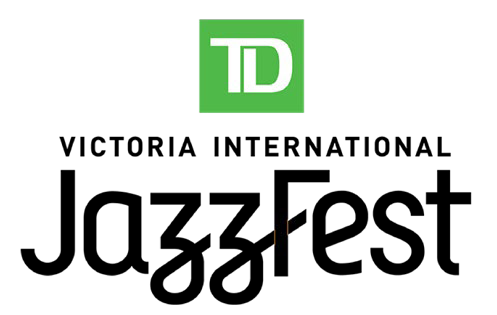 TD
VICTORIA INTERNATIONAL
JazzFest